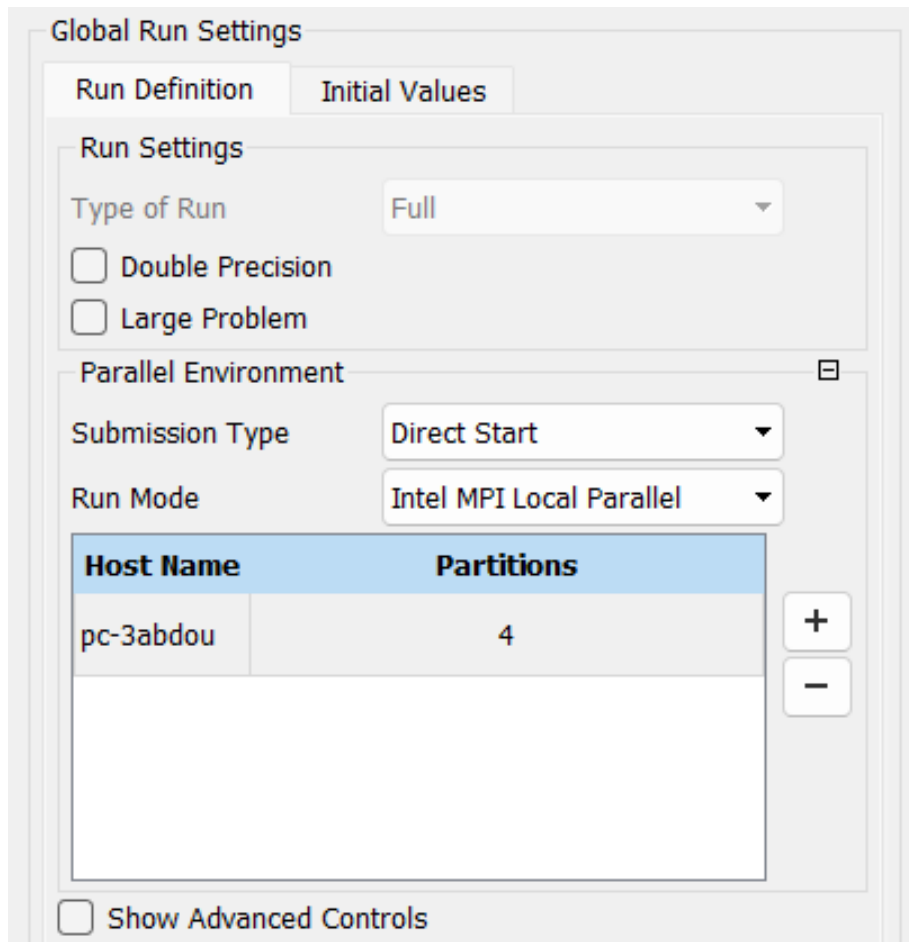 Global Run Settings
Run Definition Initial Values
Run Settings
Type of Run Full
Double Precision
Large Problem
Parallel Environment
Submission Type Direct Start
Run Mode Intel MPI Local Parallel
Host Name Partitions
pc-3abdou 4
+
−
Show Advanced Controls